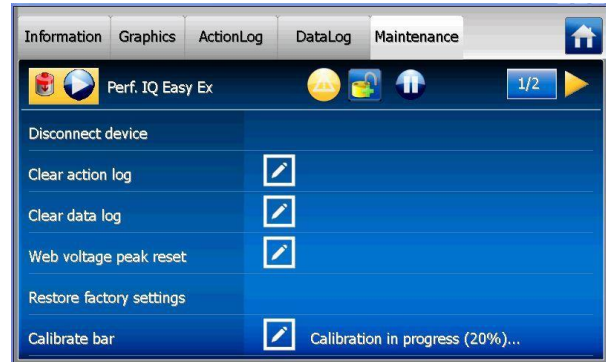 Information Graphics ActionLog DataLog Maintenance
Perf. IQ Easy Ex 1/2
Disconnect device
Clear action log
Clear data log
Web voltage peak reset
Restore factory settings
Calibrate bar Calibration in progress (20%)...